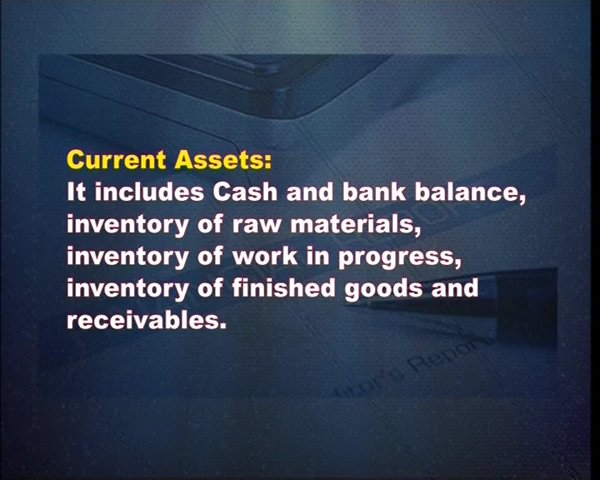 Current Assets:
It includes Cash and bank balance,
inventory of raw materials,
inventory of work in progress,
inventory of finished goods and
receivables.
Report